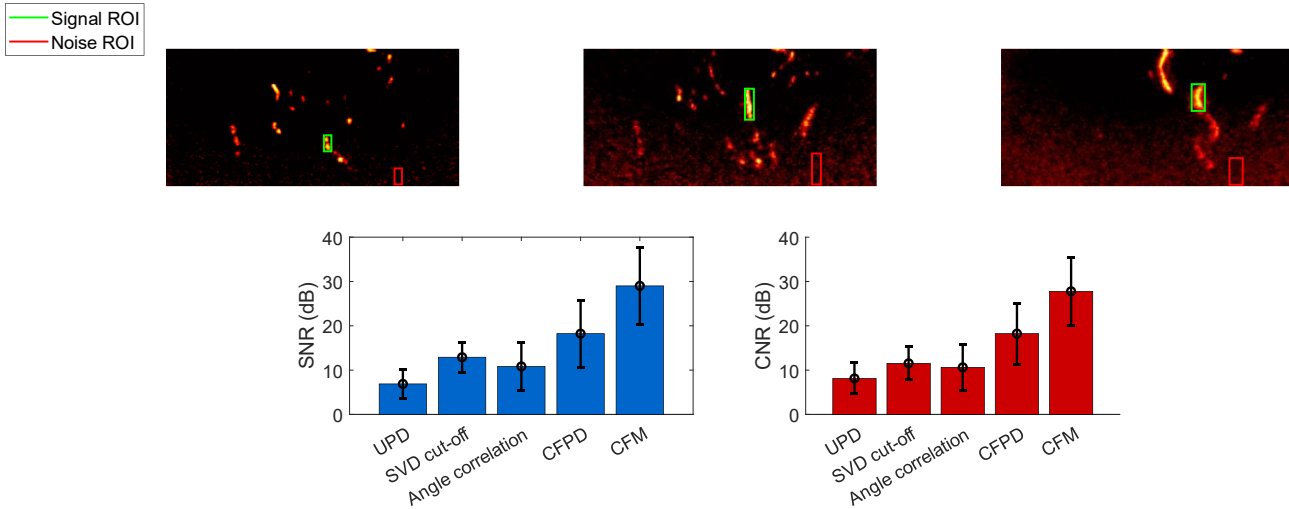 Signal ROI
Noise ROI
SNR (dB)
40
30
20
10
0
UPD
SVD cut-off
Angle correlation
CFPD
CFM
CNR (dB)
40
30
20
10
0
UPD
SVD cut-off
Angle correlation
CFPD
CFM